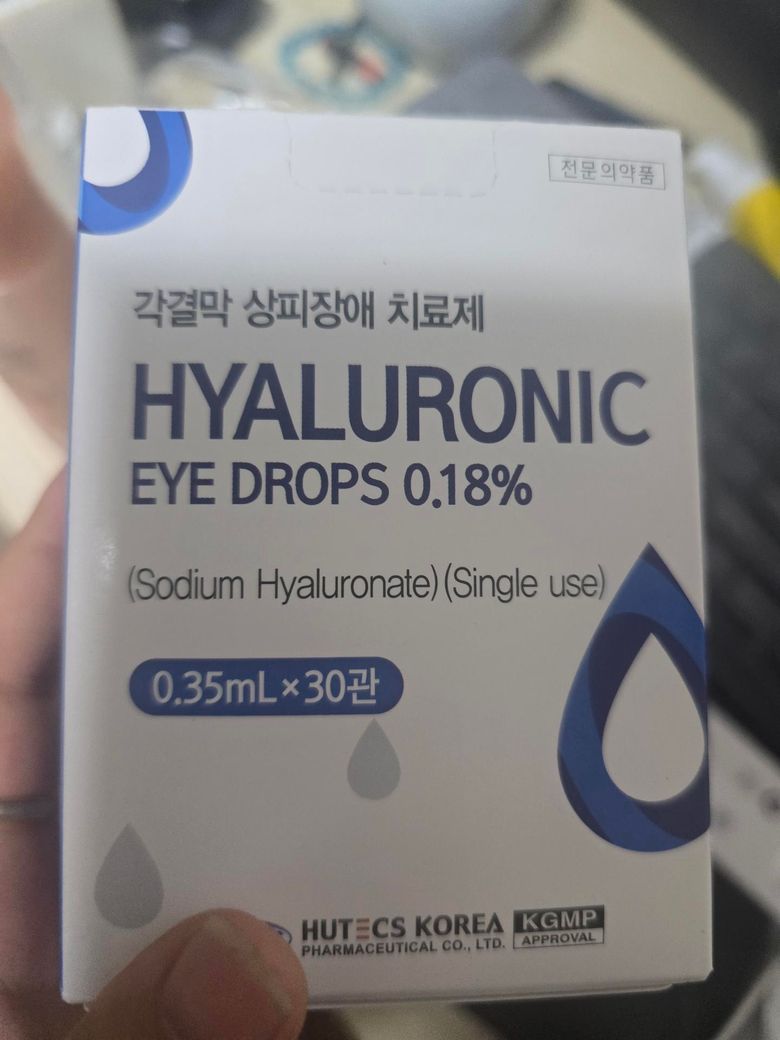 전문의약품
각결막 상피장애 치료제
HYALURONIC
EYE DROPS 0.18%
(Sodium Hyaluronate)(Single use)
0.35mL×30관
HUTECS KOREA
PHARMACEUTICAL CO., LTD.
KGMP
APPROVAL